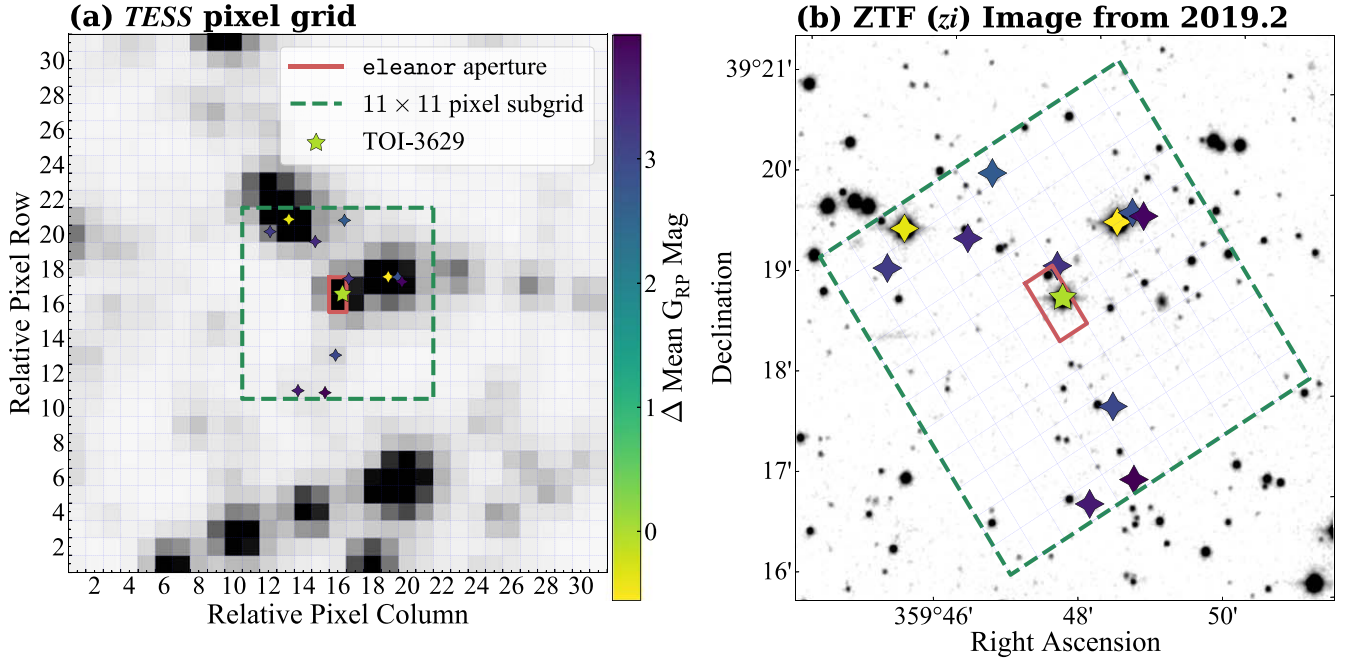 (a) TESS pixel grid
eleanor aperture
11 × 11 pixel subgrid
TOI-3629
30
28
26
24
22
20
18
16
14
12
10
8
6
4
2
Relative Pixel Row
2 4 6 8 10 12 14 16 18 20 22 24 26 28 30
Relative Pixel Column
3
2
1
0
Δ Mean G_RP Mag
(b) ZTF (zi) Image from 2019.2
39°21'
20'
19'
18'
17'
16'
Declination
359°46' 48' 50'
Right Ascension